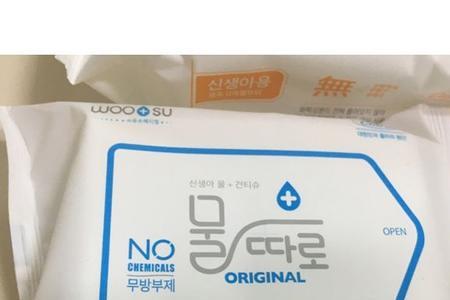 신생아용
無
WOO+SU
신생아 물 + 건티슈
물따로
OPEN
NO
CHEMICALS
무방부제
ORIGINAL